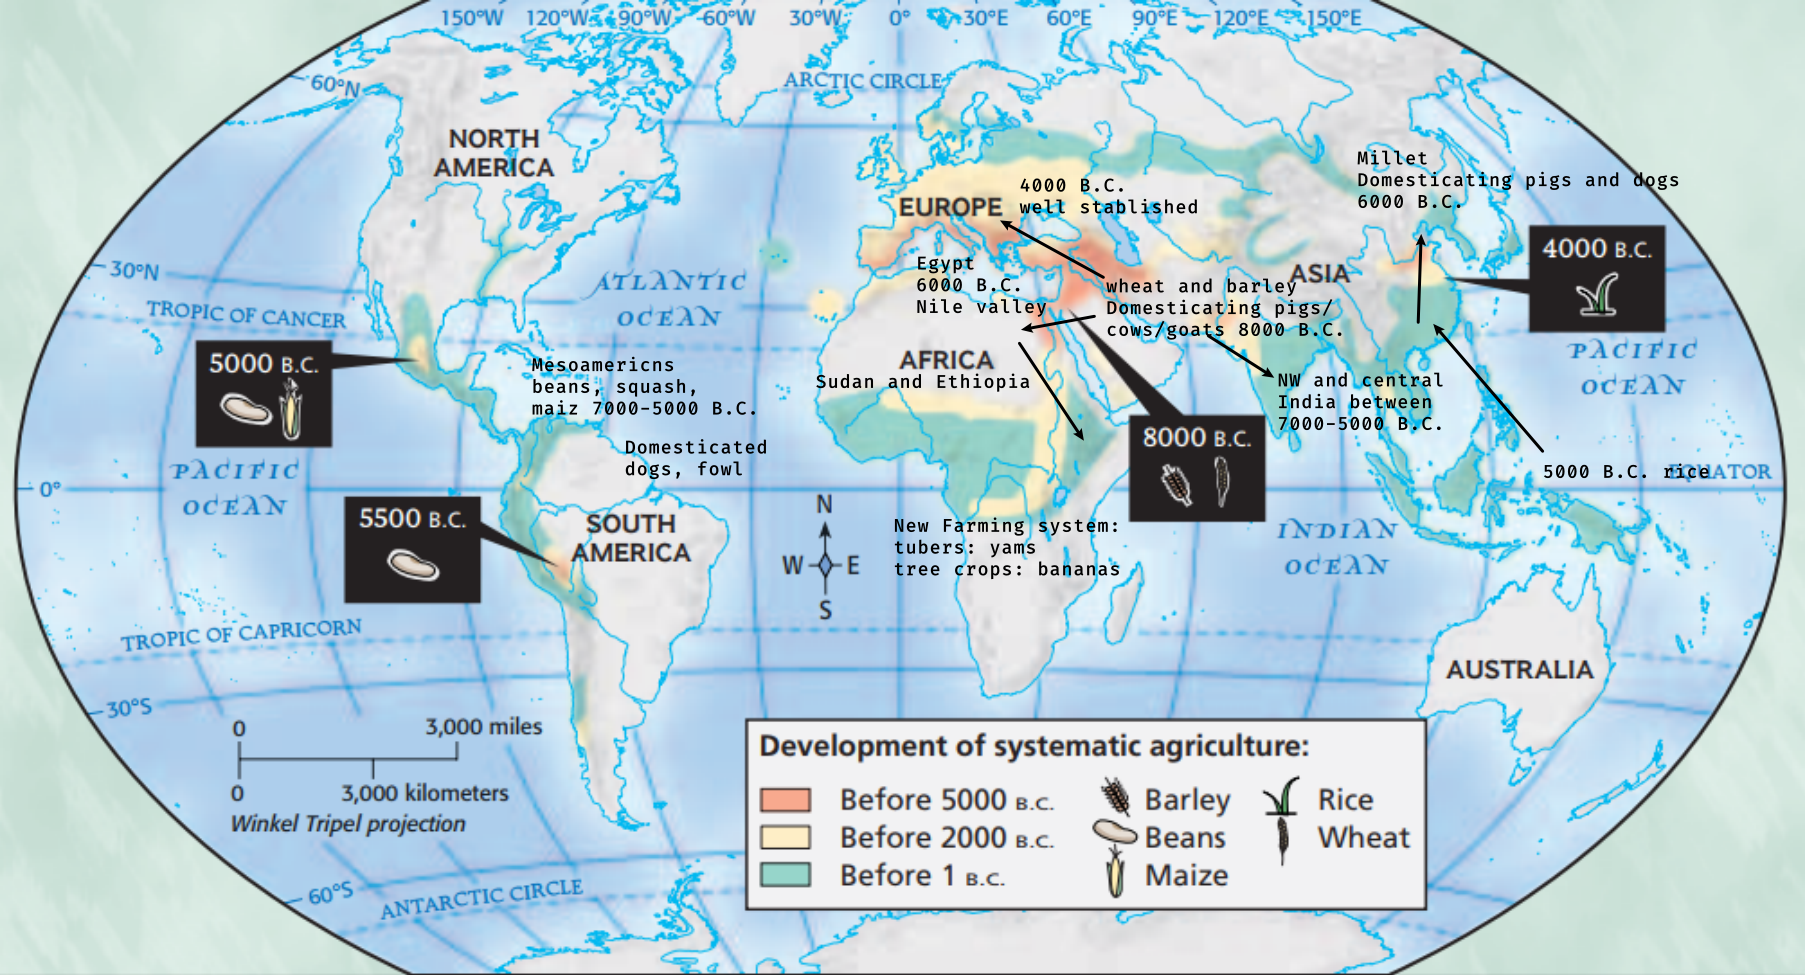 150°W 120°W 90°W 60°W 30°W 0° 30°E 60°E 90°E 120°E 150°E
ARCTIC CIRCLE
60°N
NORTH
AMERICA
Millet
Domesticating pigs and dogs
6000 B.C.
4000 B.C.
well stablished
EUROPE
4000 B.C.
Egypt
6000 B.C.
Nile valley
ASIA
30°N
ATLANTIC
OCEAN
wheat and barley
Domesticating pigs/
cows/goats 8000 B.C.
TROPIC OF CANCER
5000 B.C.
Mesoamericns
beans, squash,
maiz 7000-5000 B.C.
AFRICA
Sudan and Ethiopia
PACIFIC
OCEAN
NW and central
India between
7000-5000 B.C.
8000 B.C.
Domesticated
dogs, fowl
PACIFIC
OCEAN
5000 B.C. rice
EQUATOR
0°
5500 B.C.
SOUTH
AMERICA
N
W E
S
New Farming system:
tubers: yams
tree crops: bananas
INDIAN
OCEAN
TROPIC OF CAPRICORN
AUSTRALIA
30°S
0 3,000 miles
0 3,000 kilometers
Winkel Tripel projection
Development of systematic agriculture:
Before 5000 B.C.
Before 2000 B.C.
Before 1 B.C.
Barley
Beans
Maize
Rice
Wheat
60°S
ANTARCTIC CIRCLE